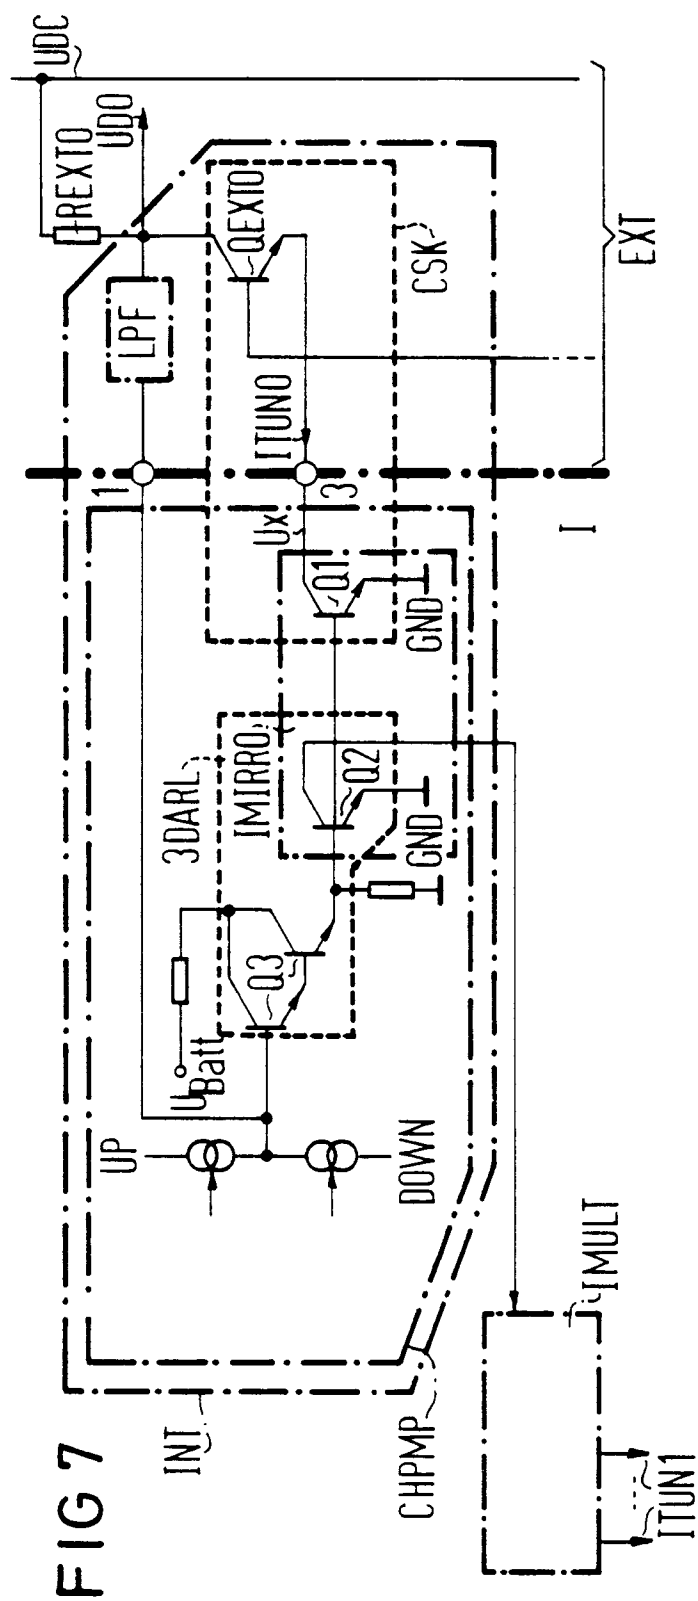 FIG 7
INT
CHPMP
IMULT
ITUN1
UP
DOWN
UBatt
Q3
3DARL
IMIRRO
Q2
GND
GND
Q1
Ux
1
3
I
ITUNO
LPF
QEXTO
CSK
REXTO
UDO
UDC
EXT